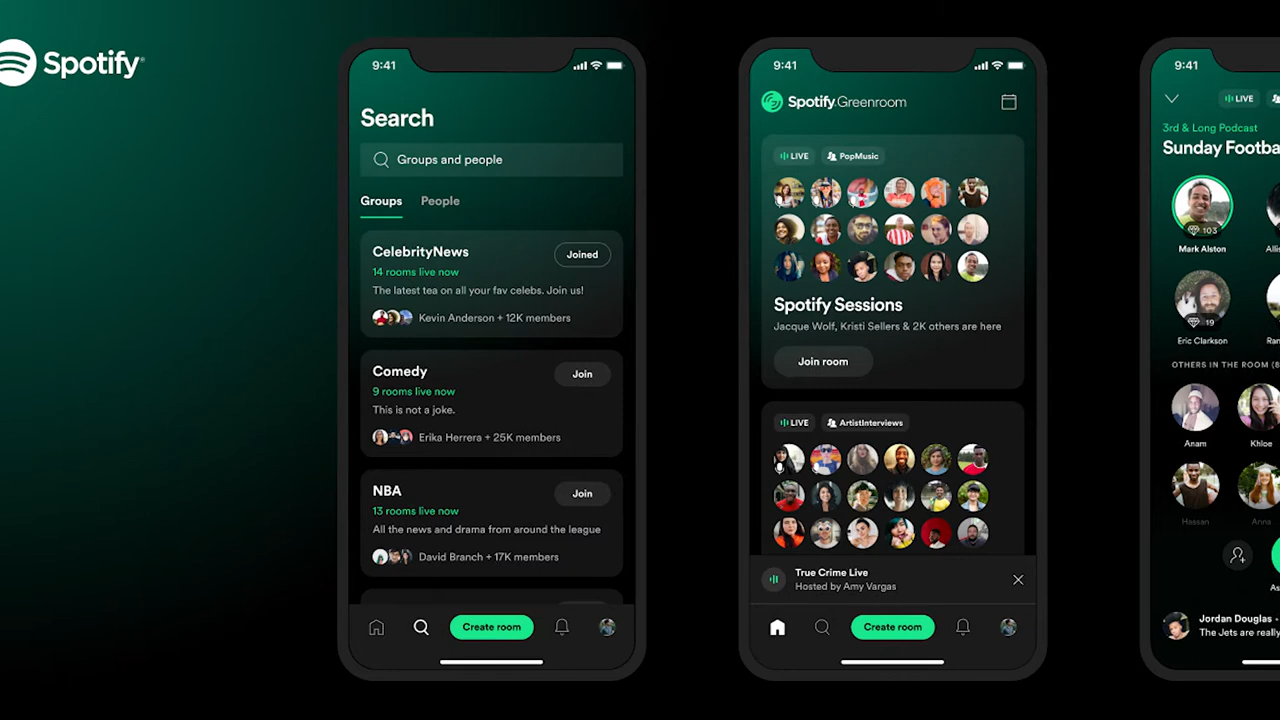 Spotify®
9:41
Search
Groups and people
Groups People
CelebrityNews
Joined
14 rooms live now
The latest tea on all your fav celebs. Join us!
Kevin Anderson + 12K members
Comedy
Join
9 rooms live now
This is not a joke.
Erika Herrera + 25K members
NBA
Join
13 rooms live now
All the news and drama from around the league
David Branch + 17K members
Create room
9:41
Spotify Greenroom
LIVE PopMusic
Spotify Sessions
Jacque Wolf, Kristi Sellers & 2K others are here
Join room
LIVE ArtistInterviews
True Crime Live
Hosted by Amy Vargas
Create room
9:41
LIVE
3rd & Long Podcast
Sunday Footba
103
Mark Alston
Allis
19
Eric Clarkson
Ran
OTHERS IN THE ROOM (8
Anam Khloe
Hassan Anna
As
Jordan Douglas •
The Jets are really